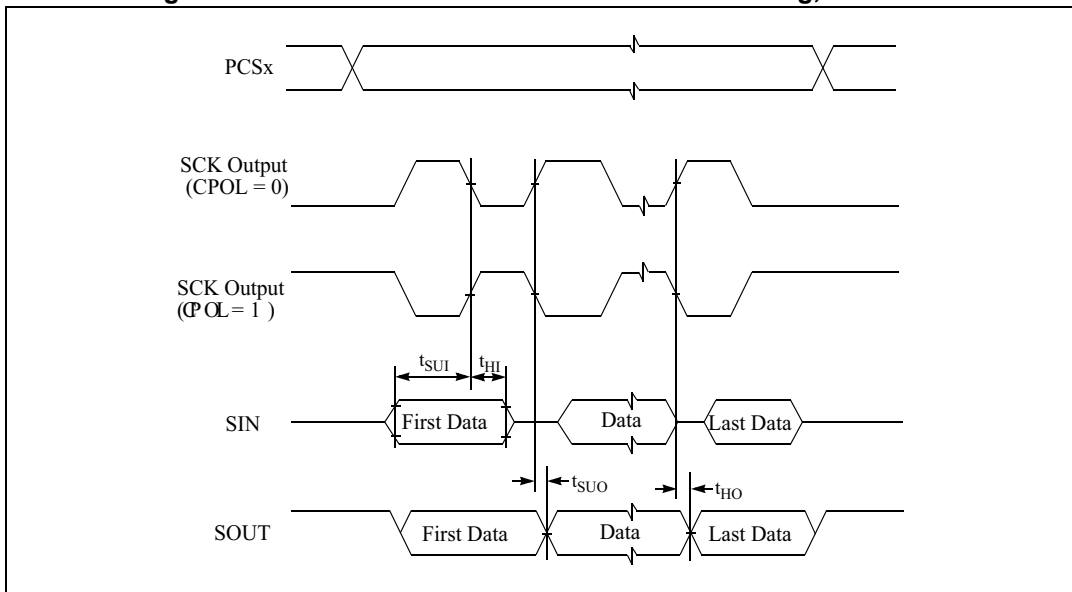 PCSx
SCK Output
(CPOL = 0)
SCK Output
(CPOL = 1 )
tSUI
tHI
SIN
First Data
Data
Last Data
tSUO
tHO
SOUT
First Data
Data
Last Data